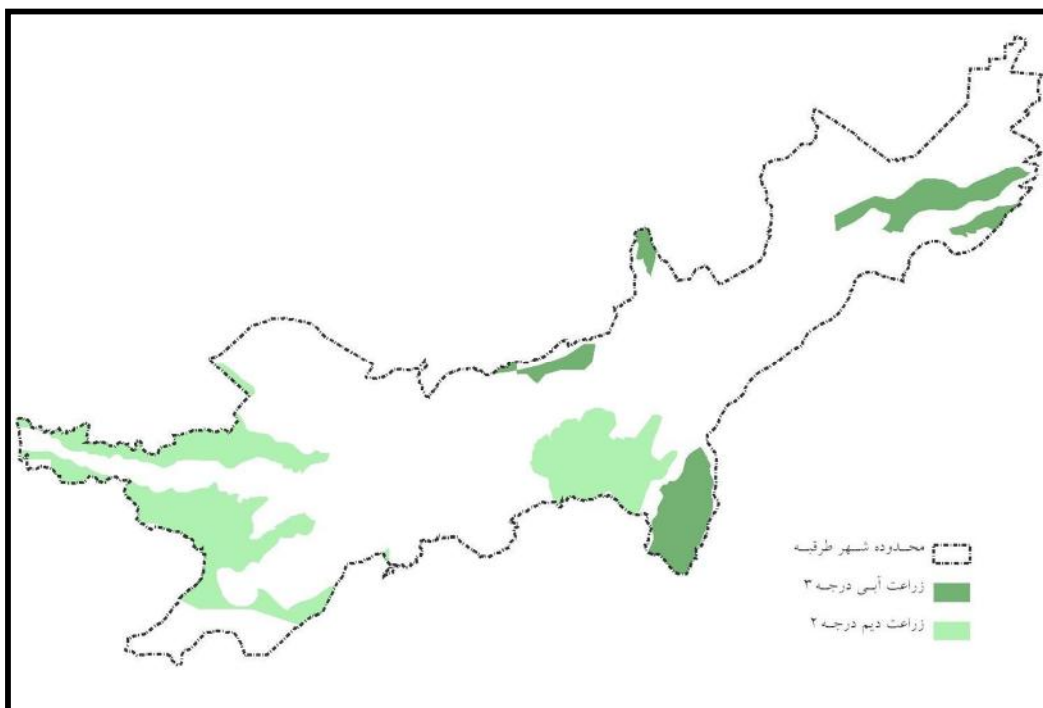 محدوده شهر طرقبه
زراعت آبی درجه ۳
زراعت دیم درجه ۲